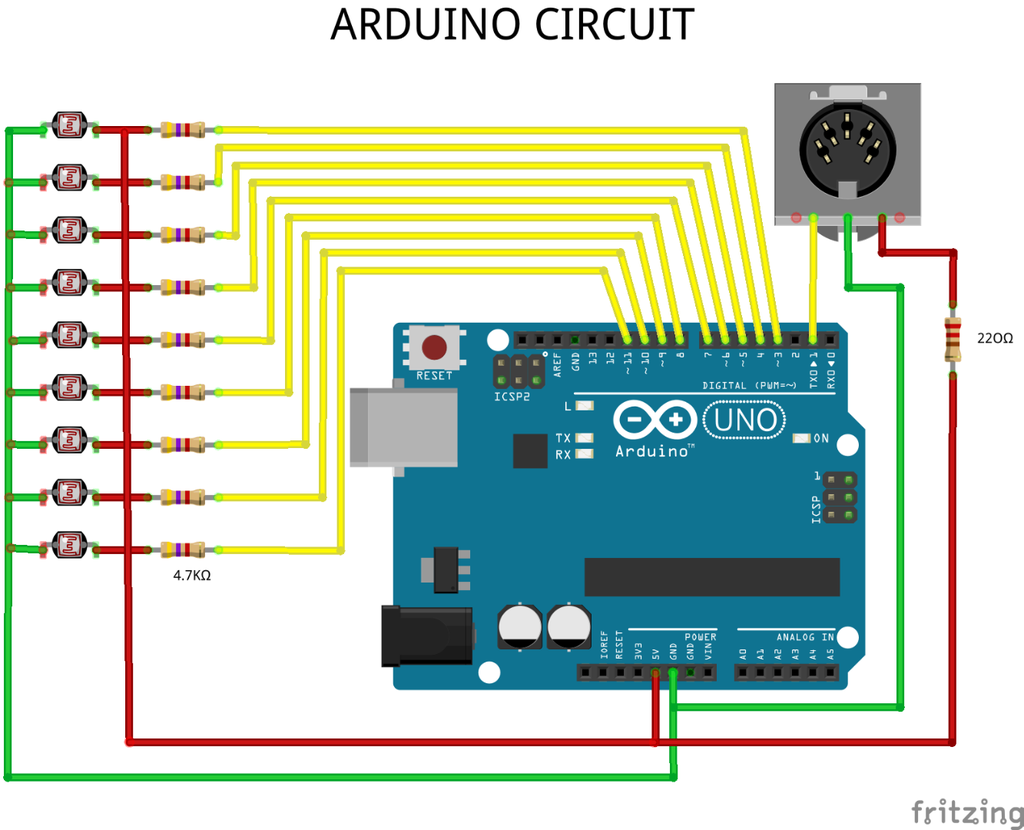 ARDUINO CIRCUIT
220Ω
4.7KΩ
RESET
ICSP2
AREF
GND
13
12
~11
~10
~9
8
7
~6
~5
4
~3
2
TX0▶1
RX0◀0
DIGITAL (PWM=~)
L
TX
RX
UNO
Arduino™
ON
1
ICSP
IOREF
RESET
3V3
5V
GND
GND
VIN
POWER
ANALOG IN
A0
A1
A2
A3
A4
A5
fritzing